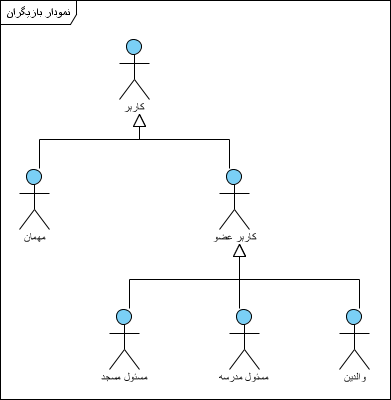 نمودار بازیگران
کاربر
مهمان
کاربر عضو
مسئول مسجد
مسئول مدرسه
والدین